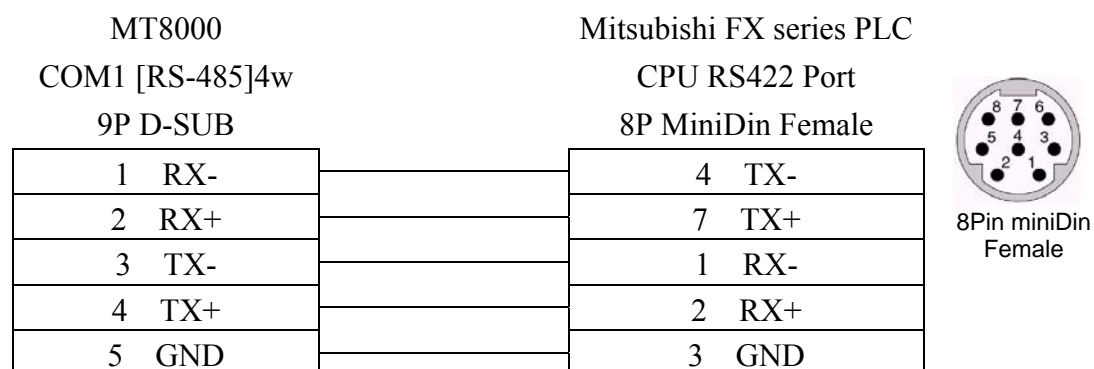 MT8000 Mitsubishi FX series PLC
COM1 [RS-485]4w CPU RS422 Port
9P D-SUB 8P MiniDin Female
1 RX- 4 TX-
2 RX+ 7 TX+
3 TX- 1 RX-
4 TX+ 2 RX+
5 GND 3 GND
8 7 6
5 4 3
2 1
8Pin miniDin
Female